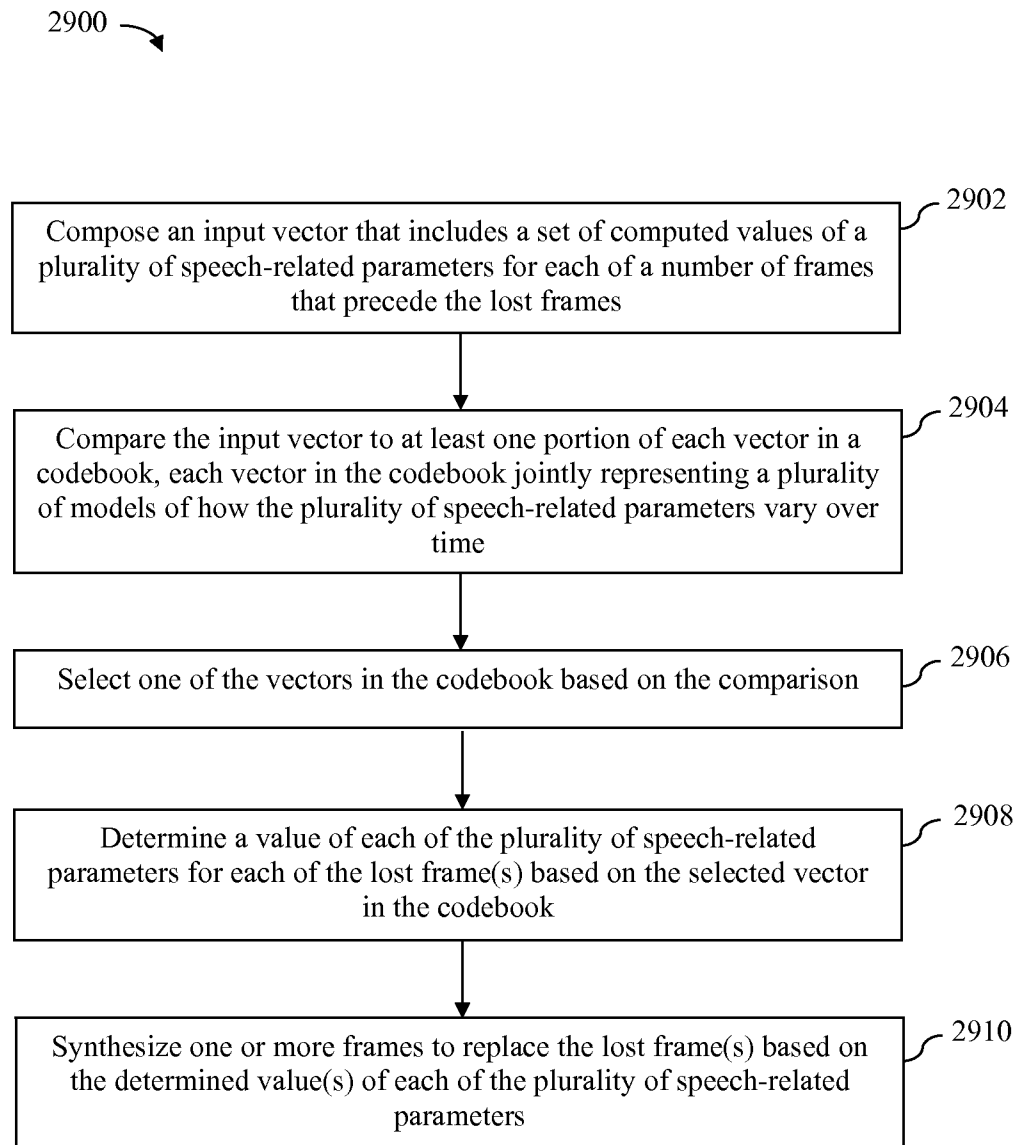 2900
2902
Compose an input vector that includes a set of computed values of a
plurality of speech-related parameters for each of a number of frames
that precede the lost frames
2904
Compare the input vector to at least one portion of each vector in a
codebook, each vector in the codebook jointly representing a plurality
of models of how the plurality of speech-related parameters vary over
time
2906
Select one of the vectors in the codebook based on the comparison
2908
Determine a value of each of the plurality of speech-related
parameters for each of the lost frame(s) based on the selected vector
in the codebook
2910
Synthesize one or more frames to replace the lost frame(s) based on
the determined value(s) of each of the plurality of speech-related
parameters